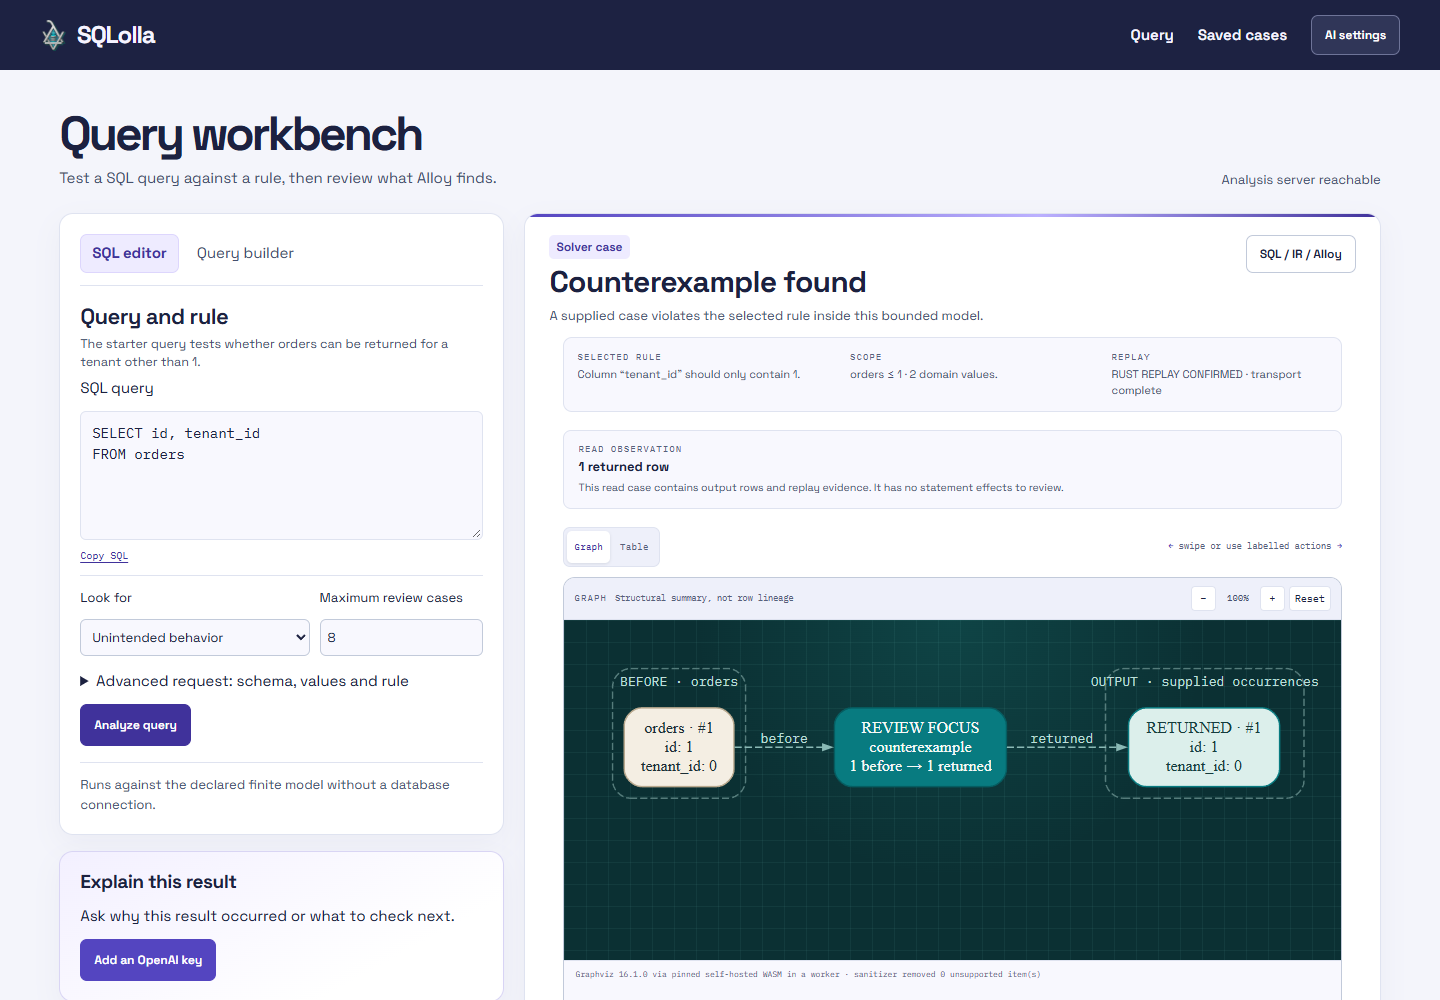 SQLolla
Query
Saved cases
AI settings
Query workbench
Test a SQL query against a rule, then review what Alloy finds.
Analysis server reachable
SQL editor
Query builder
Query and rule
The starter query tests whether orders can be returned for a
tenant other than 1.
SQL query
SELECT id, tenant_id
FROM orders
Copy SQL
Look for
Maximum review cases
Unintended behavior
8
Advanced request: schema, values and rule
Analyze query
Runs against the declared finite model without a database
connection.
Explain this result
Ask why this result occurred or what to check next.
Add an OpenAI key
Solver case
SQL / IR / Alloy
Counterexample found
A supplied case violates the selected rule inside this bounded model.
SELECTED RULE
Column “tenant_id” should only contain 1.
SCOPE
orders ≤ 1 · 2 domain values.
REPLAY
RUST REPLAY CONFIRMED · transport
complete
READ OBSERVATION
1 returned row
This read case contains output rows and replay evidence. It has no statement effects to review.
Graph
Table
← swipe or use labelled actions →
GRAPH Structural summary, not row lineage
−
100%
+
Reset
BEFORE · orders
orders · #1
id: 1
tenant_id: 0
before
REVIEW FOCUS
counterexample
1 before → 1 returned
returned
OUTPUT · supplied occurrences
RETURNED · #1
id: 1
tenant_id: 0
Graphviz 16.1.0 via pinned self-hosted WASM in a worker · sanitizer removed 0 unsupported item(s)